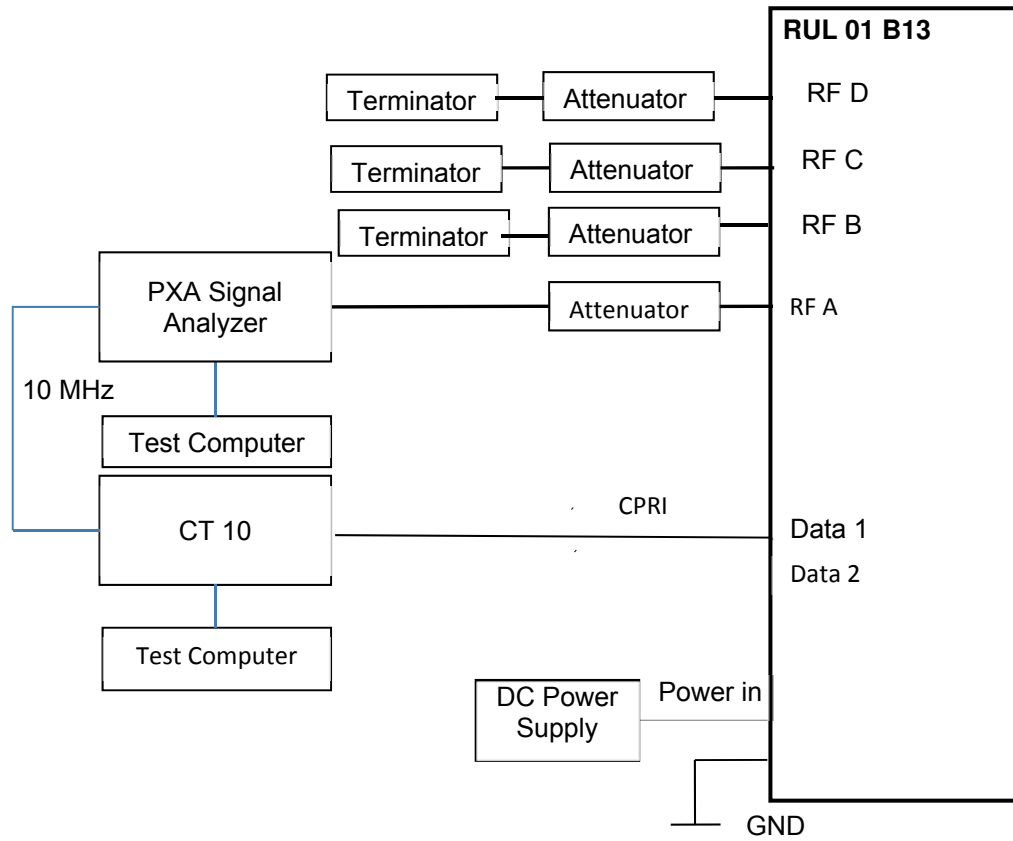 RUL 01 B13
Terminator
Attenuator
RF D
Terminator
Attenuator
RF C
Terminator
Attenuator
RF B
PXA Signal
Analyzer
Attenuator
RF A
10 MHz
Test Computer
CT 10
CPRI
Data 1
Data 2
Test Computer
DC Power
Supply
Power in
GND